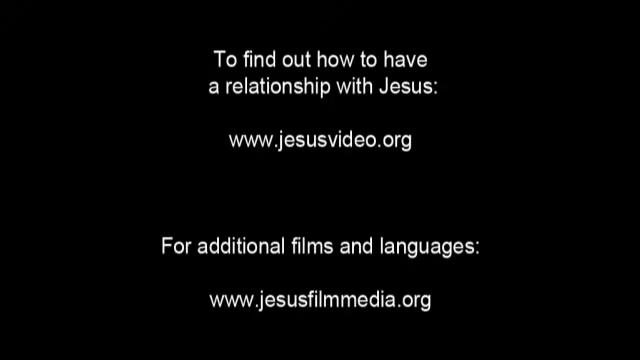 To find out how to have
a relationship with Jesus:
www.jesusvideo.org
For additional films and languages:
www.jesusfilmmedia.org